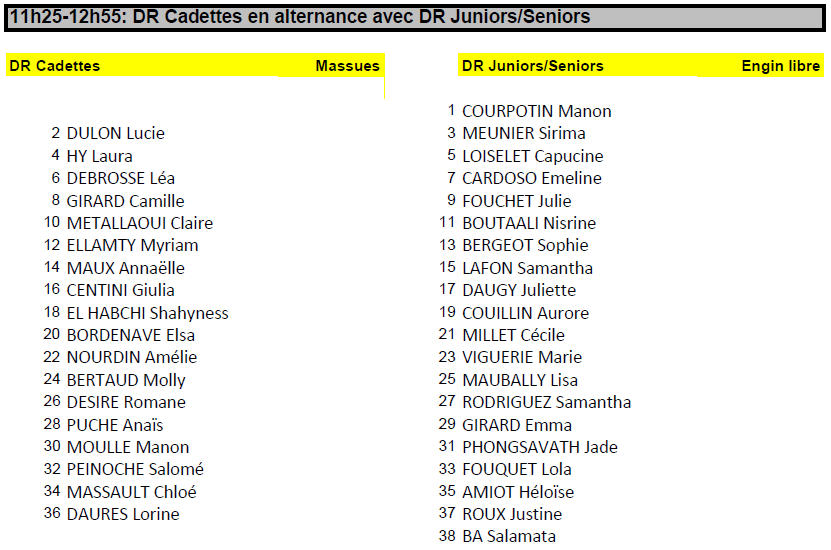 11h25-12h55: DR Cadettes en alternance avec DR Juniors/Seniors
DR Cadettes Massues
2 DULON Lucie
4 HY Laura
6 DEBROSSE Léa
8 GIRARD Camille
10 METALLAOUI Claire
12 ELLAMTY Myriam
14 MAUX Annaëlle
16 CENTINI Giulia
18 EL HABCHI Shahyness
20 BORDENAVE Elsa
22 NOURDIN Amélie
24 BERTAUD Molly
26 DESIRE Romane
28 PUCHE Anaïs
30 MOULLE Manon
32 PEINOCHE Salomé
34 MASSAULT Chloé
36 DAURES Lorine
DR Juniors/Seniors Engin libre
1 COURPOTIN Manon
3 MEUNIER Sirima
5 LOISELET Capucine
7 CARDOSO Emeline
9 FOUCHET Julie
11 BOUTAALI Nisrine
13 BERGEOT Sophie
15 LAFON Samantha
17 DAUGY Juliette
19 COUILLIN Aurore
21 MILLET Cécile
23 VIGUERIE Marie
25 MAUBALLY Lisa
27 RODRIGUEZ Samantha
29 GIRARD Emma
31 PHONGSAVATH Jade
33 FOUQUET Lola
35 AMIOT Héloïse
37 ROUX Justine
38 BA Salamata